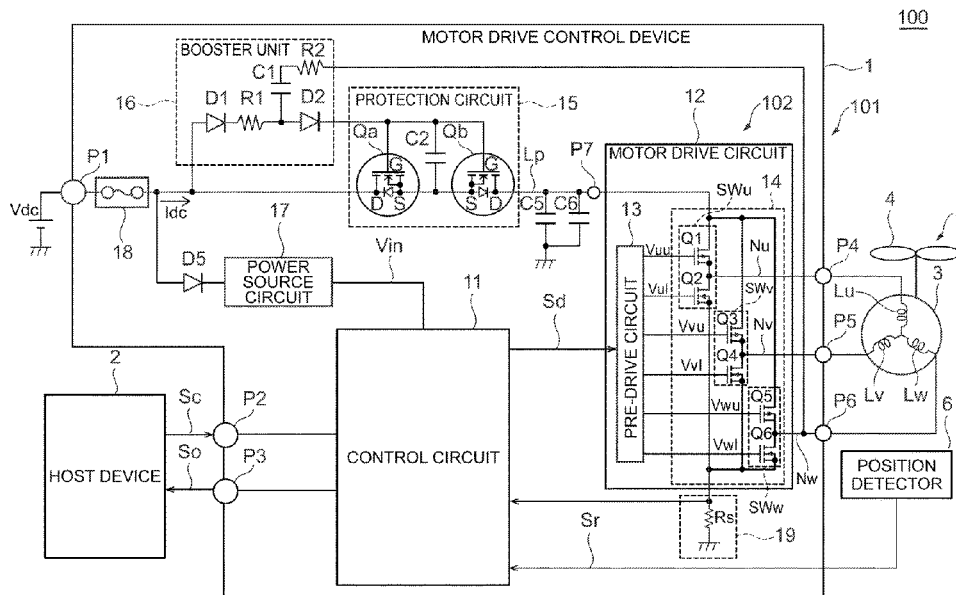 100
MOTOR DRIVE CONTROL DEVICE
BOOSTER UNIT
R2
C1
1
16
D1
R1
D2
PROTECTION CIRCUIT
15
12
102
101
Qa
C2
Qb
G
G
Lp
P7
MOTOR DRIVE CIRCUIT
P1
SWu
14
Vdc
18
Idc
D
S
S
D
C5
C6
13
4
17
Vin
Q1
Nu
P4
Vuu
3
D5
POWER
SOURCE
CIRCUIT
11
Sd
Q2
SWv
Vul
Lu
Q3
Nv
P5
Vvu
Q4
Vvl
Lv
Lw
2
PRE-DRIVE CIRCUIT
Q5
Vwu
P6
Sc
P2
Q6
6
Vwl
So
P3
HOST DEVICE
CONTROL CIRCUIT
Nw
POSITION
DETECTOR
SWw
Rs
Sr
19